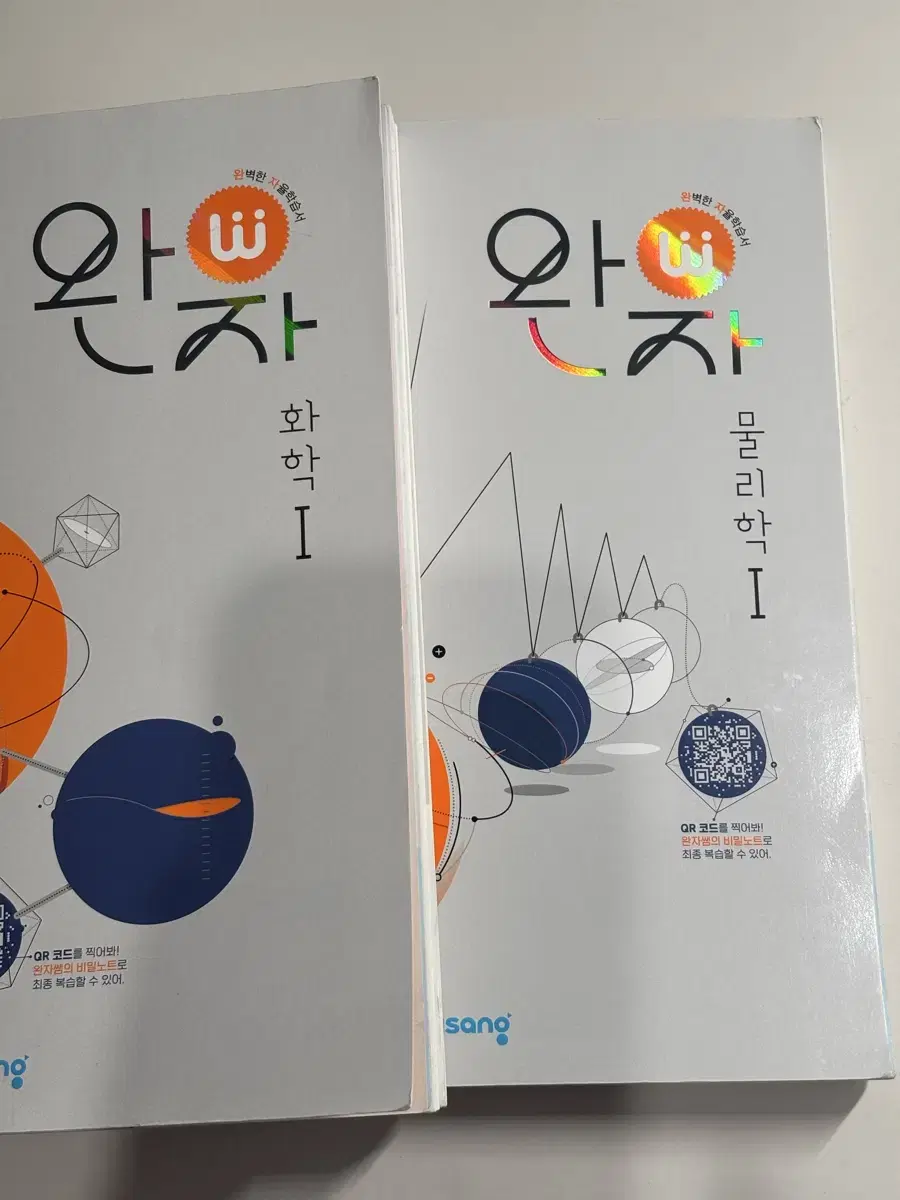 완벽한 자율학습서
완자
화학 I
QR 코드를 찍어봐!
완자쌤의 비밀노트로
최종 복습할 수 있어.
ng
완벽한 자율학습서
완자
물리학 I
QR 코드를 찍어봐!
완자쌤의 비밀노트로
최종 복습할 수 있어.
sang